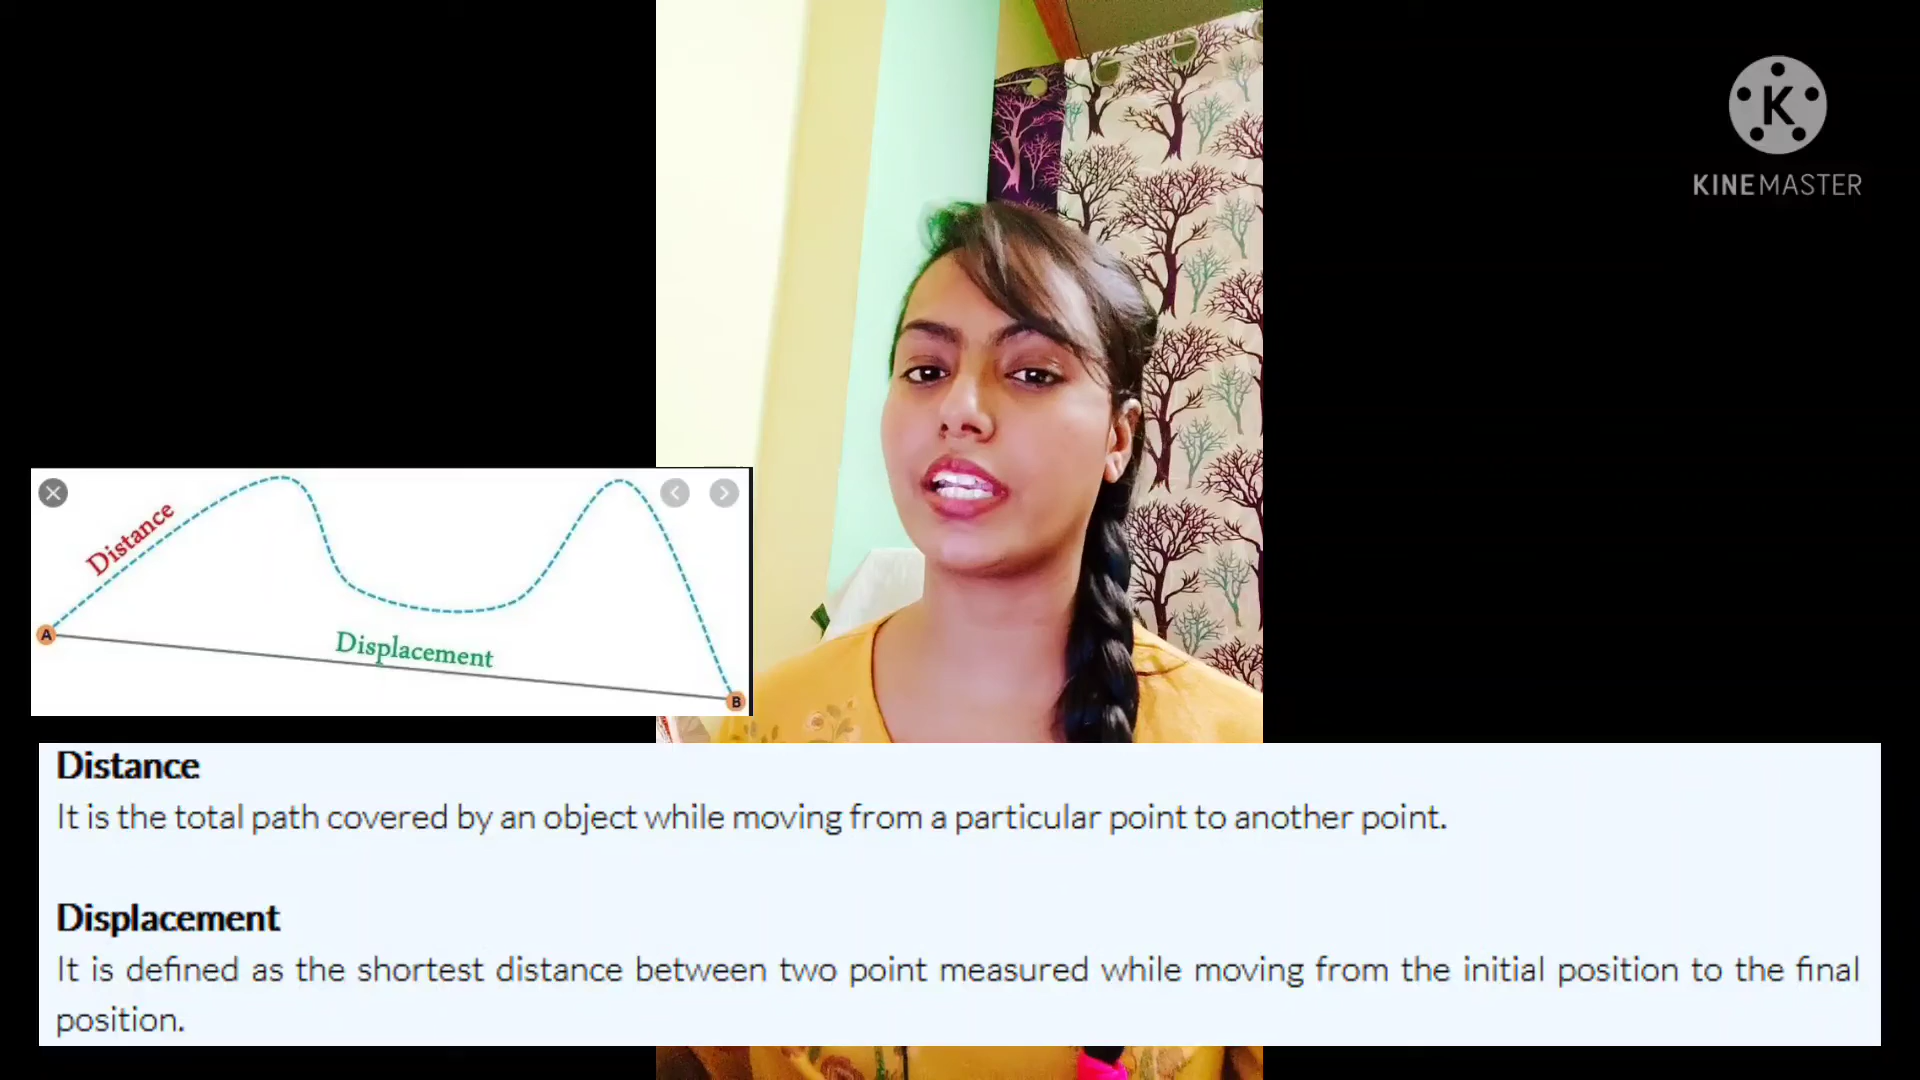 K
KINEMASTER
Distance
Displacement
A
B
Distance
It is the total path covered by an object while moving from a particular point to another point.
Displacement
It is defined as the shortest distance between two point measured while moving from the initial position to the final
position.